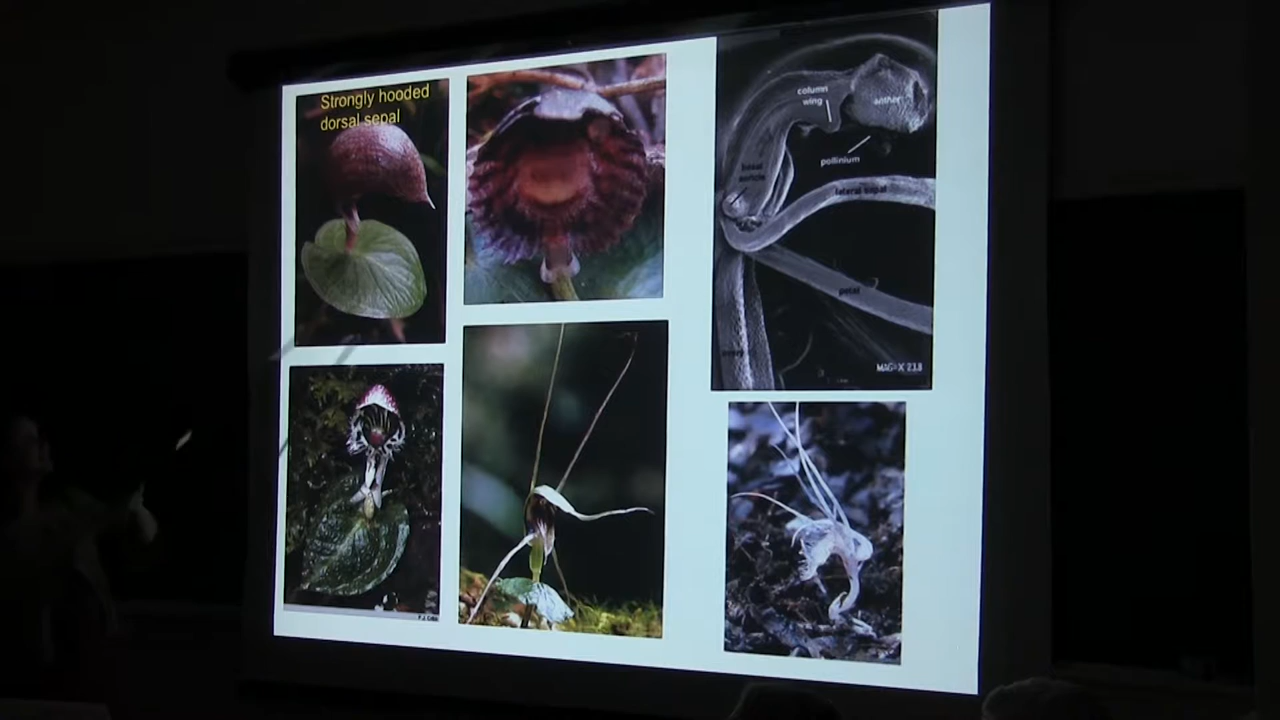 Strongly hooded
dorsal sepal
column
wing
anther
pollinium
lateral sepal
petal
MAG=X 23.8